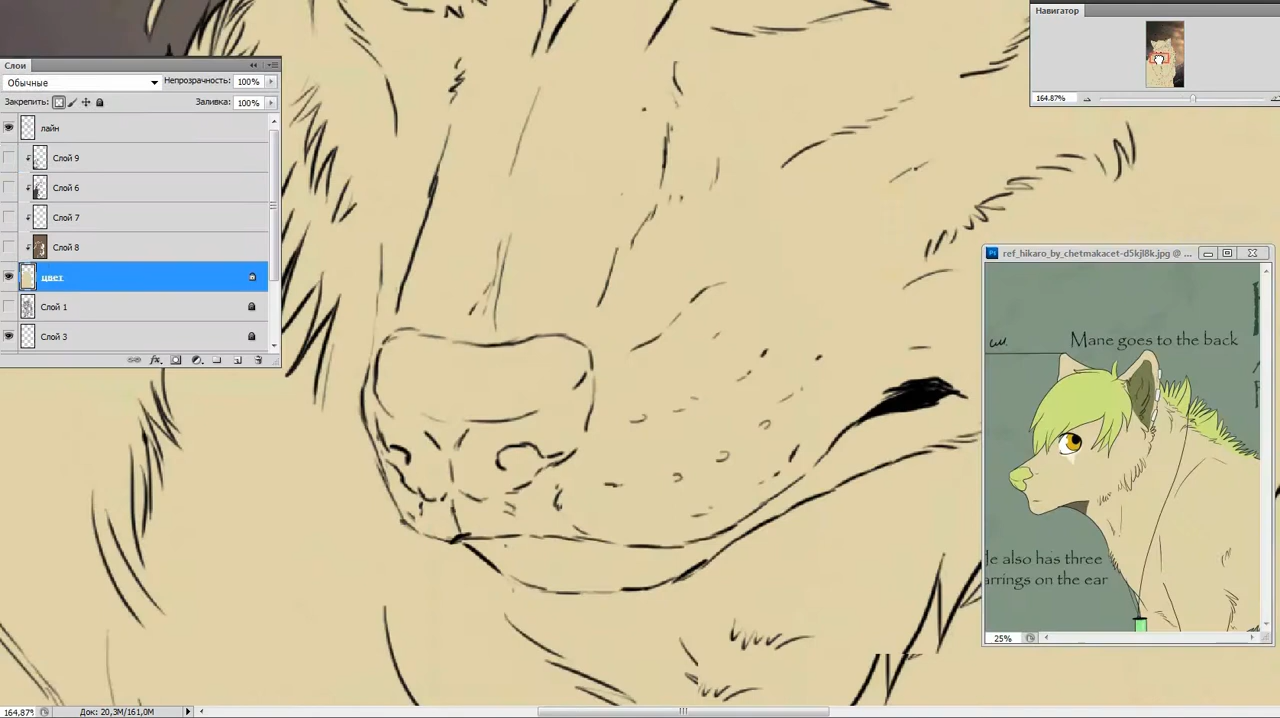 Навигатор
164.87%
Слои
Обычные
Непрозрачность: 100%
Закрепить:
Заливка: 100%
лайн
Слой 9
Слой 6
Слой 7
Слой 8
цвет
Слой 1
Слой 3
ref_hikaro_by_chetmakacet-d5kjl8k.jpg @ ...
Mane goes to the back
He also has three
arrings on the ear
25%
164,87%
Док: 20,3M/161,0M